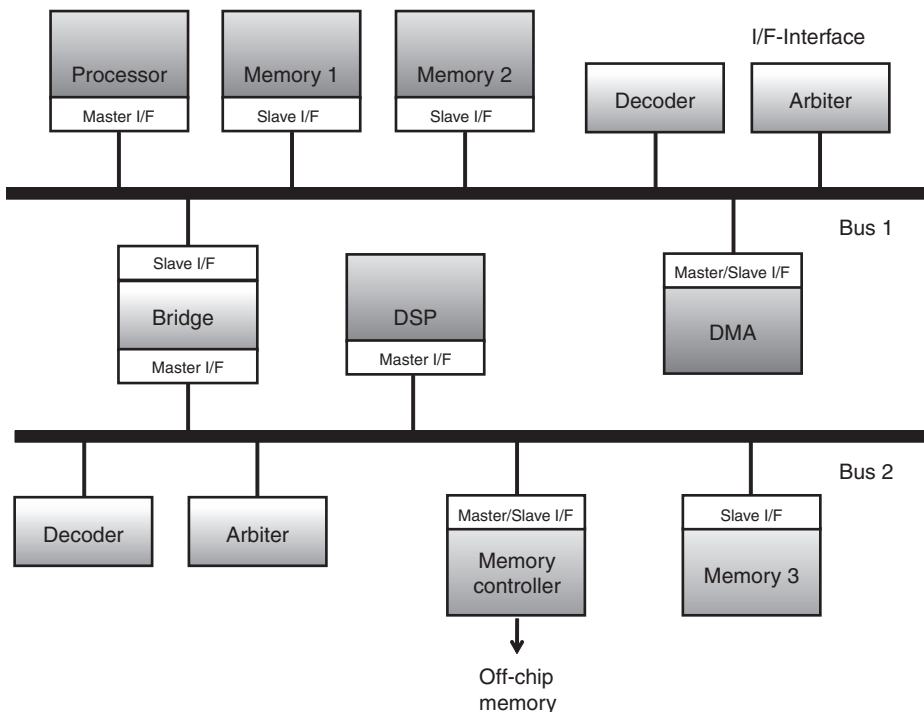 I/F-Interface
Processor
Master I/F
Memory 1
Slave I/F
Memory 2
Slave I/F
Decoder
Arbiter
Bus 1
Slave I/F
Bridge
Master I/F
DSP
Master I/F
Master/Slave I/F
DMA
Bus 2
Decoder
Arbiter
Master/Slave I/F
Memory
controller
Slave I/F
Memory 3
Off-chip
memory